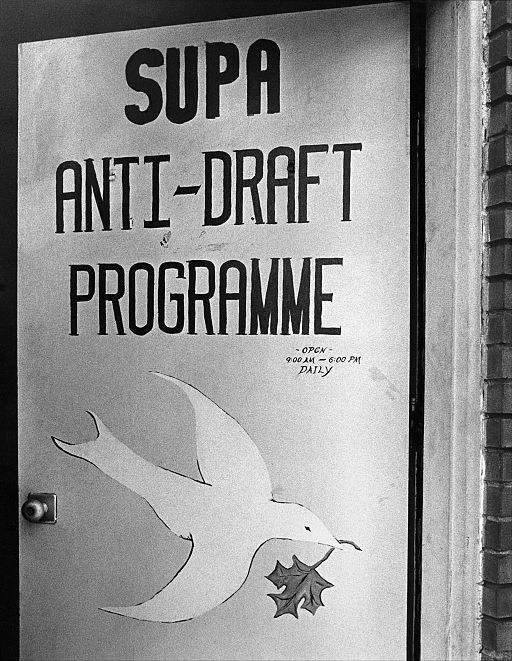 SUPA
ANTI-DRAFT
PROGRAMME
- OPEN -
9:00 AM — 6:00 PM
DAILY